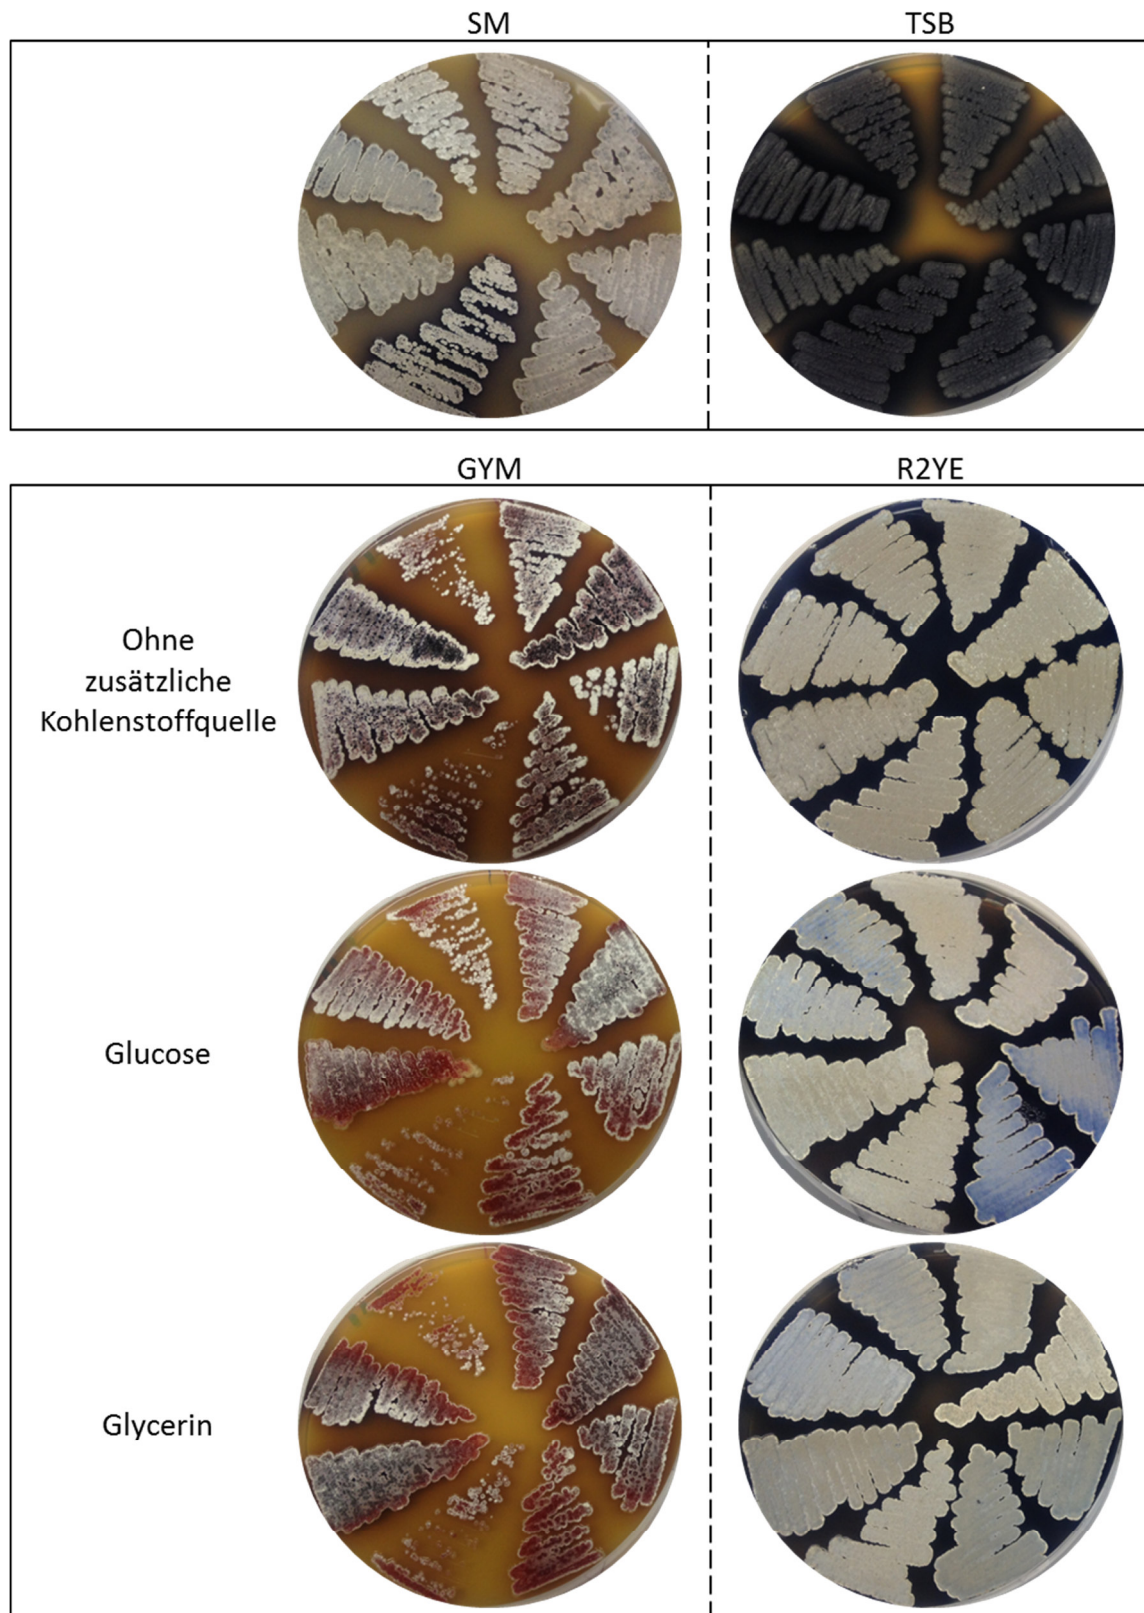 SM
TSB
GYM
R2YE
Ohne
zusätzliche
Kohlenstoffquelle
Glucose
Glycerin